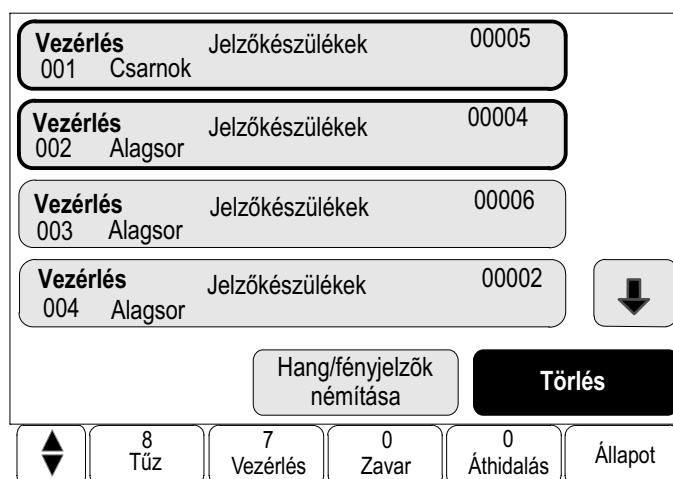 Vezérlés Jelzőkészülékek 00005
001 Csarnok
Vezérlés Jelzőkészülékek 00004
002 Alagsor
Vezérlés Jelzőkészülékek 00006
003 Alagsor
Vezérlés Jelzőkészülékek 00002
004 Alagsor
Hang/fényjelzõk
némítása
Törlés
8
Tűz
7
Vezérlés
0
Zavar
0
Áthidalás
Állapot